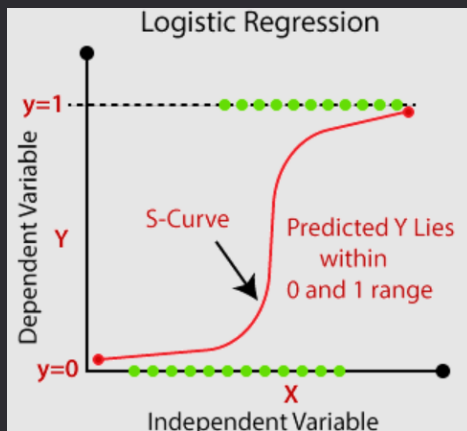 Logistic Regression
y=1
Dependent Variable
Y
S-Curve
Predicted Y Lies
within
0 and 1 range
y=0
X
Independent Variable